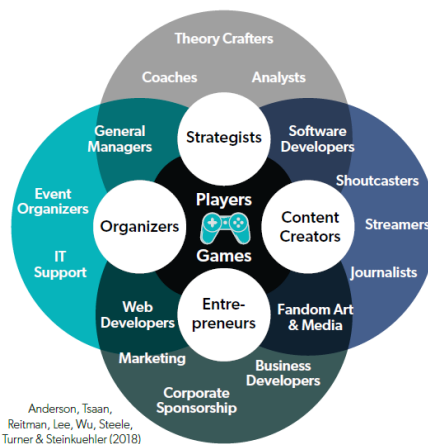 Theory Crafters
Coaches
Analysts
General
Managers
Strategists
Software
Developers
Shoutcasters
Event
Organizers
Players
Organizers
Content
Creators
Streamers
IT
Support
Games
Journalists
Web
Developers
Entre-
preneurs
Fandom Art
& Media
Marketing
Business
Developers
Corporate
Sponsorship
Anderson, Tsaan,
Reitman, Lee, Wu, Steele,
Turner & Steinkuehler (2018)